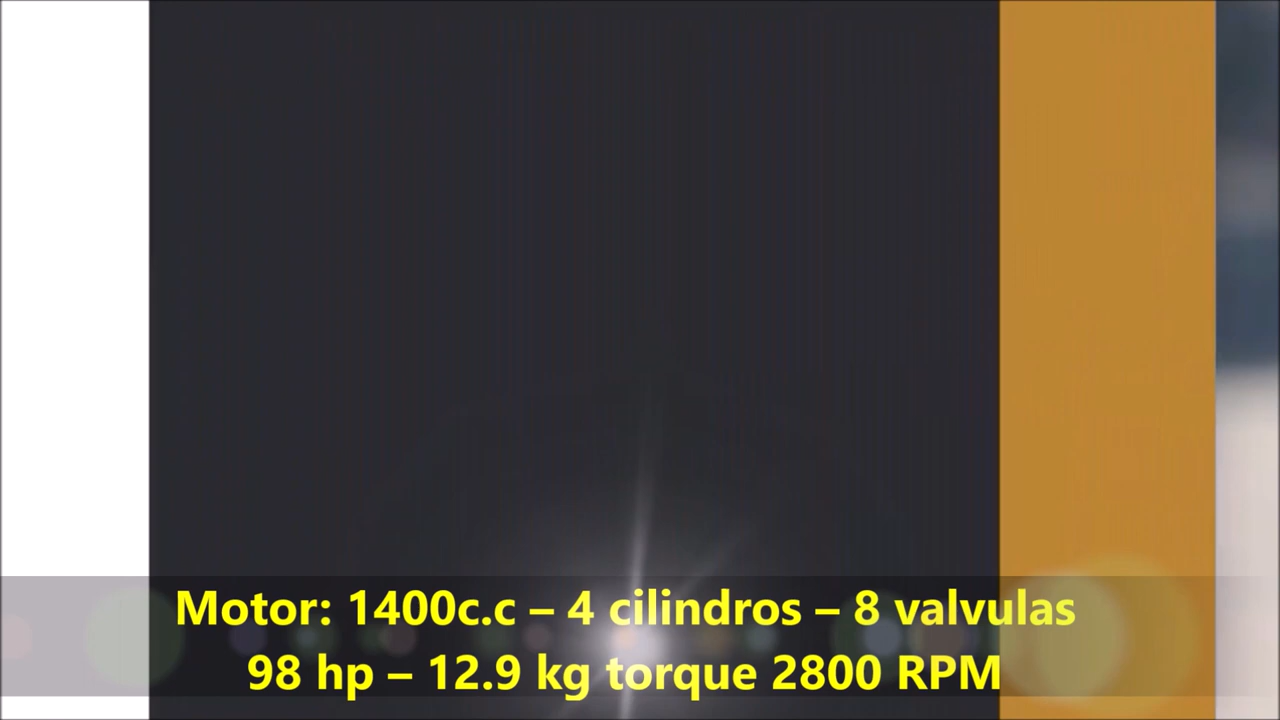 Motor: 1400c.c – 4 cilindros – 8 valvulas
98 hp – 12.9 kg torque 2800 RPM